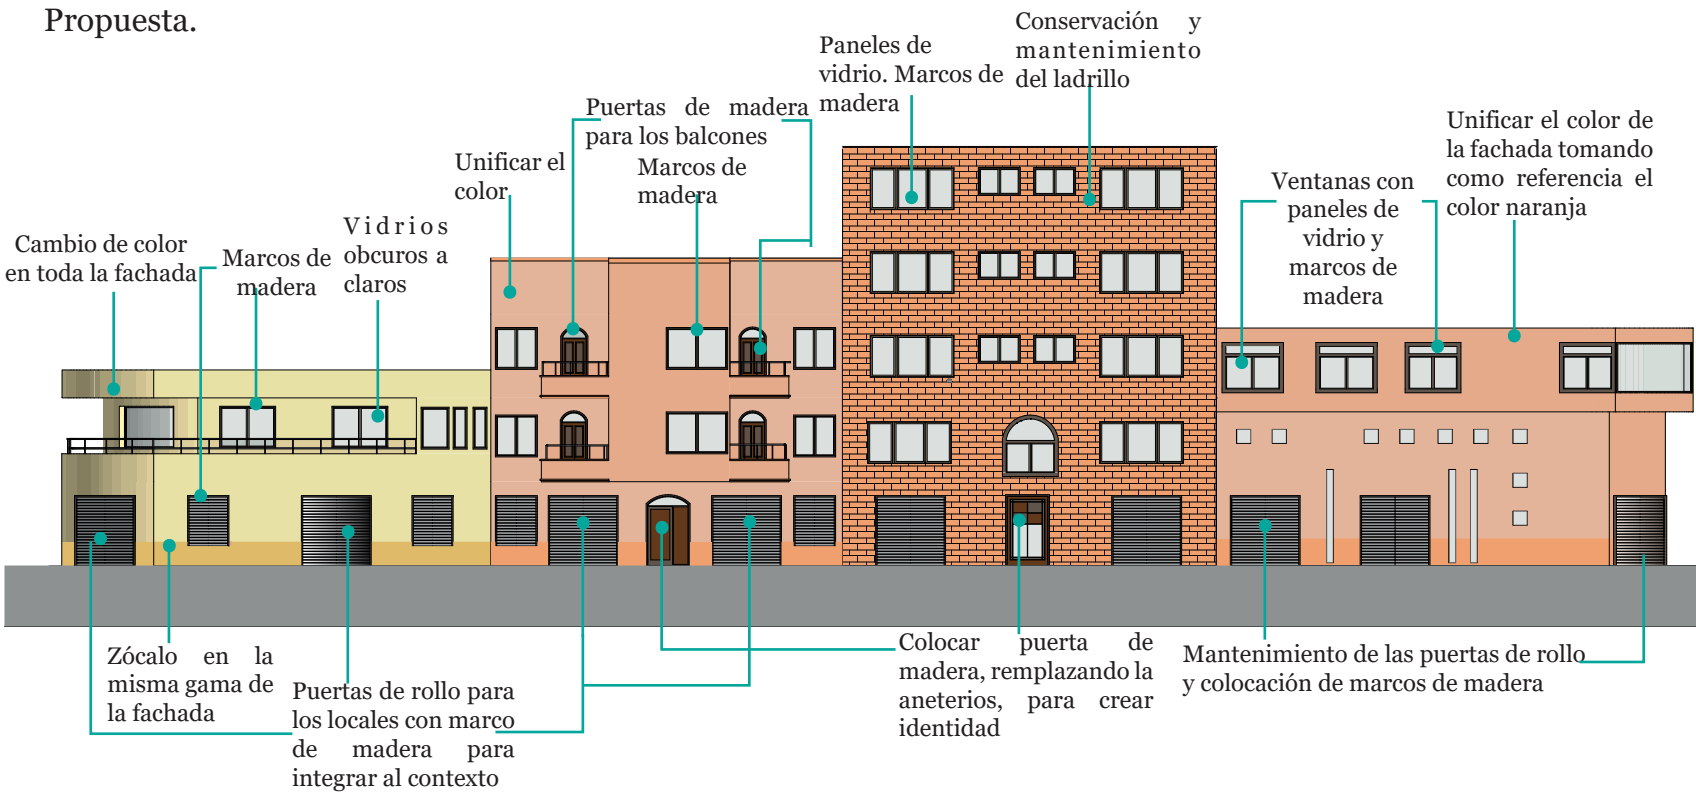 Propuesta.
Cambio de color
en toda la fachada
Marcos de
madera
Vidrios
obcuros a
claros
Unificar el
color
Puertas de madera
para los balcones
Marcos de
madera
Paneles de
vidrio. Marcos de
madera
Conservación y
mantenimiento
del ladrillo
Ventanas con
paneles de
vidrio y
marcos de
madera
Unificar el color de
la fachada tomando
como referencia el
color naranja
Zócalo en la
misma gama de
la fachada
Puertas de rollo para
los locales con marco
de madera para
integrar al contexto
Colocar puerta de
madera, remplazando la
aneterios, para crear
identidad
Mantenimiento de las puertas de rollo
y colocación de marcos de madera